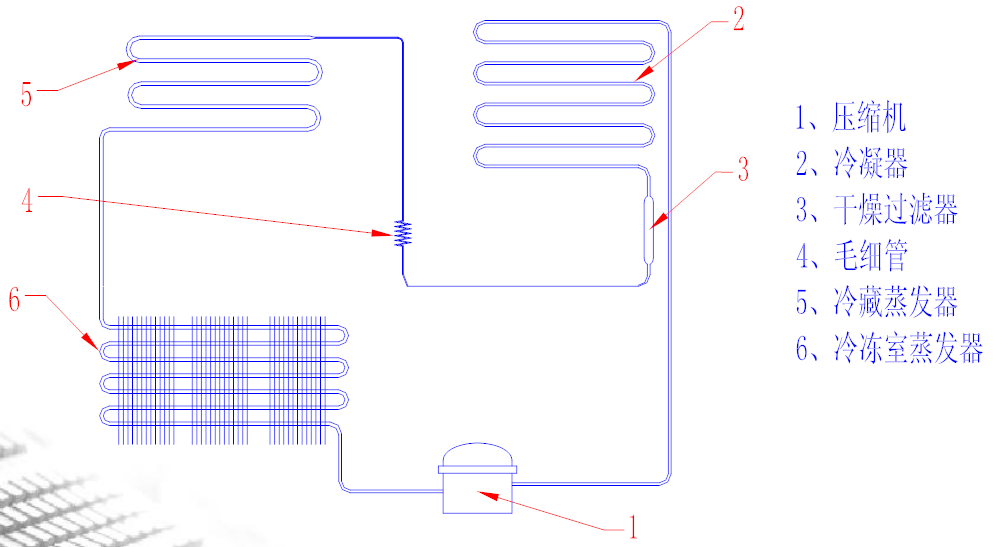 2
5
3
4
6
1
1、压缩机
2、冷凝器
3、干燥过滤器
4、毛细管
5、冷藏蒸发器
6、冷冻室蒸发器